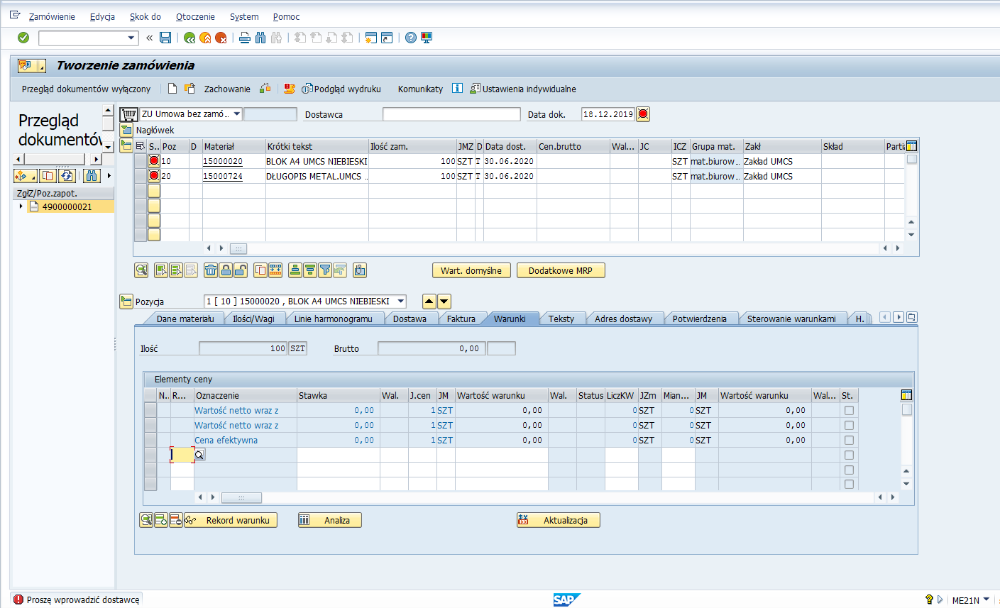 Zamówienie Edycja Skok do Otoczenie System Pomoc
Tworzenie zamówienia
Przegląd dokumentów wyłączony Zachowanie Podgląd wydruku Komunikaty Ustawienia indywidualne
Przegląd
dokumentów
ZgłZ/Poz.zapot.
4900000021
ZU Umowa bez zamó... Dostawca Data dok. 18.12.2019
Nagłówek
S.. Poz D Materiał Krótki tekst Ilość zam. JMZ D Data dost. Cen.brutto Wal... JC ICZ Grupa mat. Zakł Skład Partia
10 15000020 BLOK A4 UMCS NIEBIESKI 100 SZT T 30.06.2020 SZT mat.biurow... Zakład UMCS
20 15000724 DŁUGOPIS METAL.UMCS .. 100 SZT T 30.06.2020 SZT mat.biurow... Zakład UMCS
Wart. domyślne Dodatkowe MRP
Pozycja 1 [ 10 ] 15000020 , BLOK A4 UMCS NIEBIESKI
Dane materiału Ilości/Wagi Linie harmonogramu Dostawa Faktura Warunki Teksty Adres dostawy Potwierdzenia Sterowanie warunkami H.
Ilość 100 SZT Brutto 0,00
Elementy ceny
N.. R... Oznaczenie Stawka Wal. J.cen JM Wartość warunku Wal. Status LiczKW JZm Mian... JM Wartość warunku Wal... St.
Wartość netto wraz z 0,00 1 SZT 0,00 0 SZT 0 SZT 0,00
Wartość netto wraz z 0,00 1 SZT 0,00 0 SZT 0 SZT 0,00
Cena efektywna 0,00 1 SZT 0,00 0 SZT 0 SZT 0,00
Rekord warunku Analiza Aktualizacja
Proszę wprowadzić dostawcę SAP ME21N